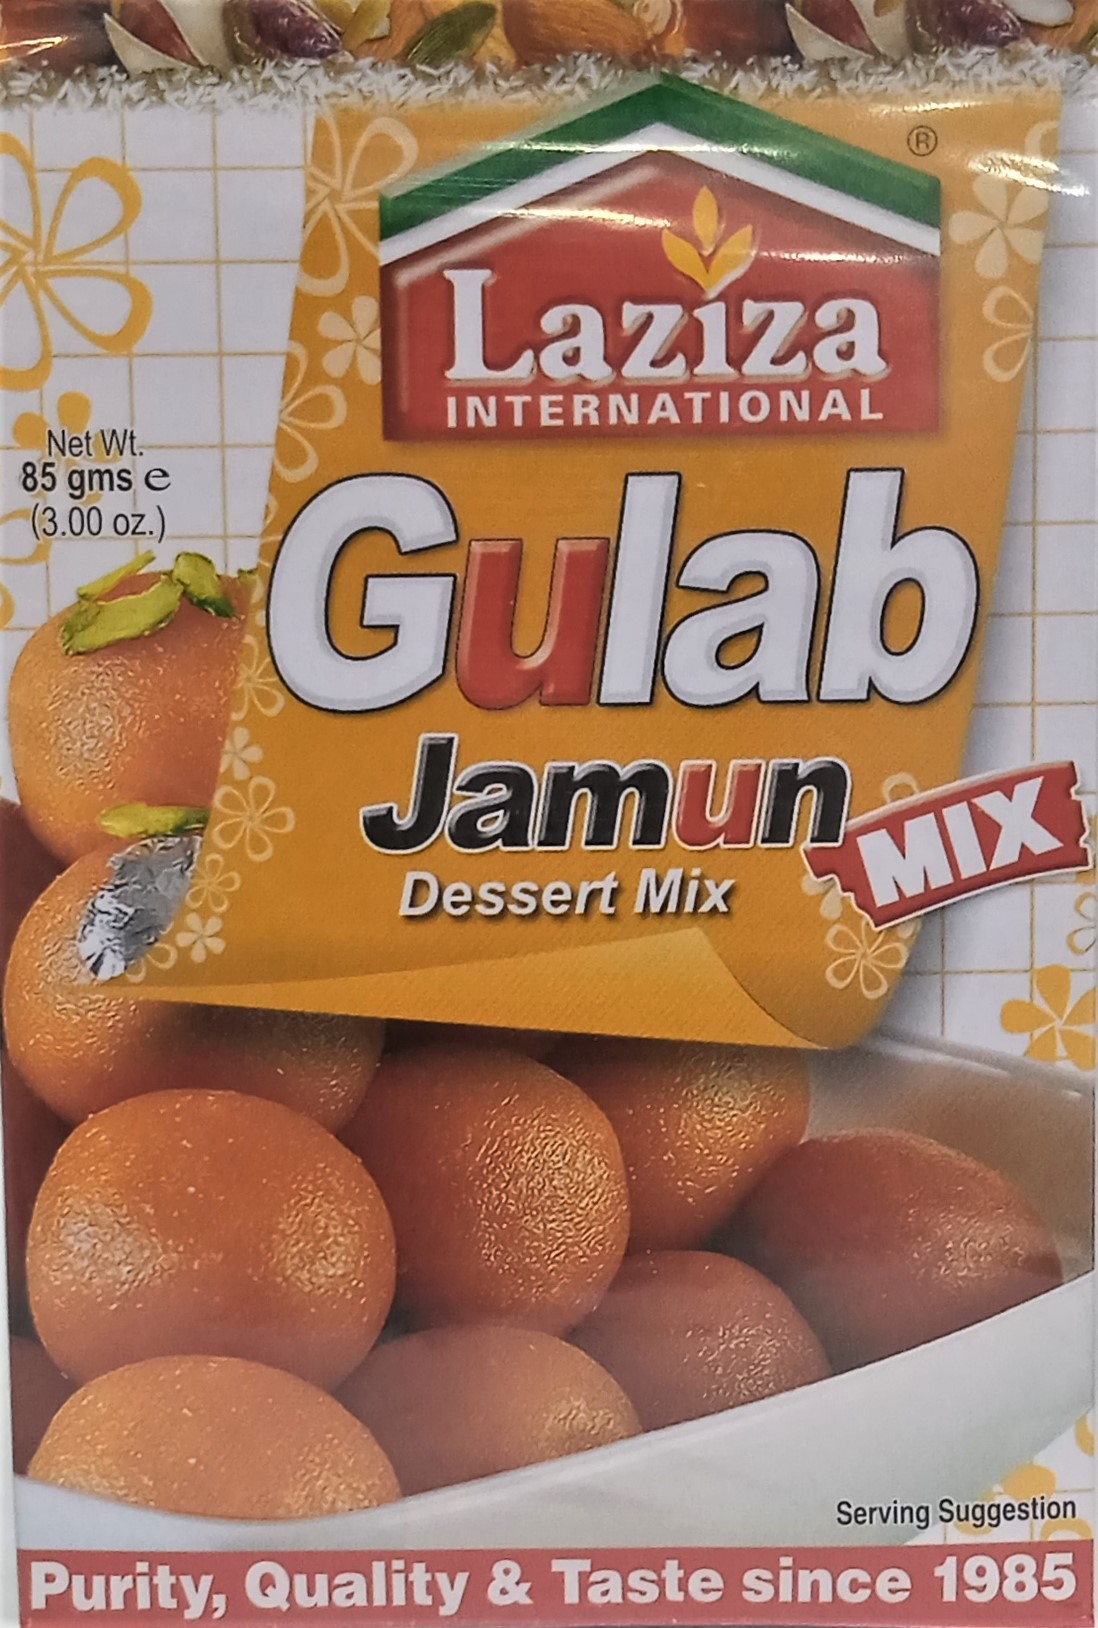 ®
Laziza
INTERNATIONAL
Net Wt.
85 gms ℮
(3.00 oz.)
Gulab
Jamun
MIX
Dessert Mix
Serving Suggestion
Purity, Quality & Taste since 1985